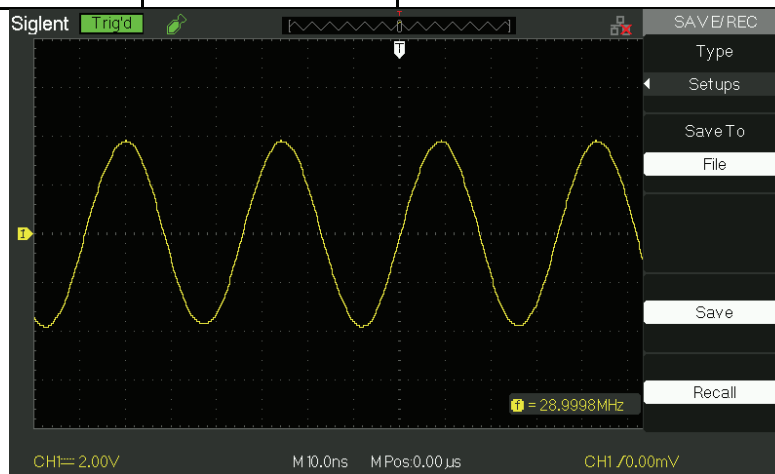 Siglent Trig'd SAVE/REC
T
Type
Setups
Save To
File
Save
Recall
f = 28.9998MHz
CH1 2.00V M 10.0ns M Pos:0.00µs CH1 0.00mV